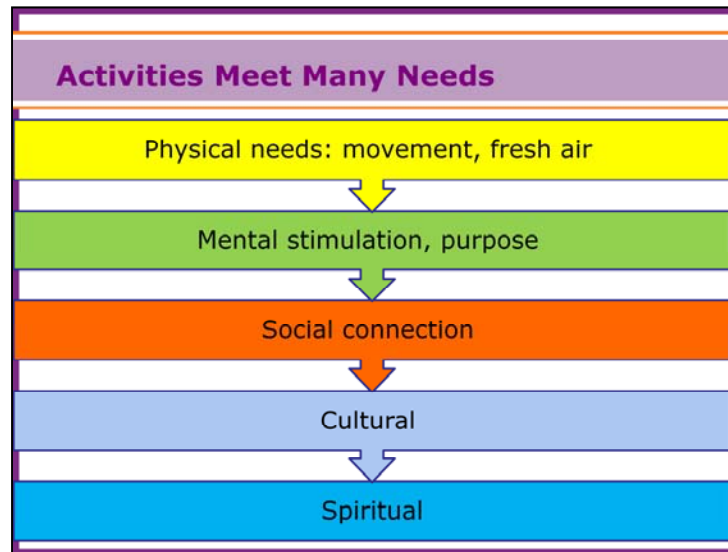 Activities Meet Many Needs
Physical needs: movement, fresh air
Mental stimulation, purpose
Social connection
Cultural
Spiritual